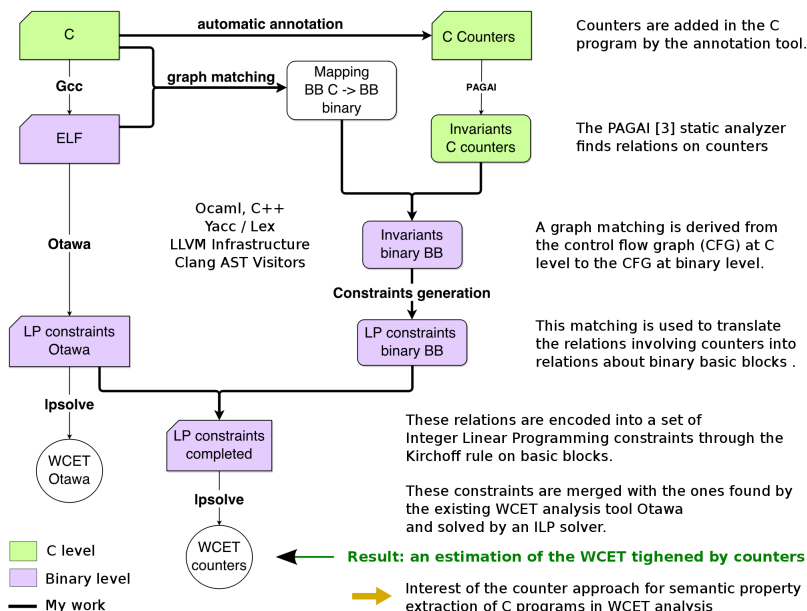 C
automatic annotation
C Counters
Counters are added in the C
program by the annotation tool.
Gcc
graph matching
Mapping
BB C -> BB
binary
PAGAI
ELF
Invariants
C counters
The PAGAI [3] static analyzer
finds relations on counters
Ocaml, C++
Yacc / Lex
LLVM Infrastructure
Clang AST Visitors
Otawa
Invariants
binary BB
A graph matching is derived from
the control flow graph (CFG) at C
level to the CFG at binary level.
Constraints generation
LP constraints
Otawa
LP constraints
binary BB
This matching is used to translate
the relations involving counters into
relations about binary basic blocks .
lpsolve
WCET
Otawa
LP constraints
completed
These relations are encoded into a set of
Integer Linear Programming constraints through the
Kirchoff rule on basic blocks.
lpsolve
These constraints are merged with the ones found by
the existing WCET analysis tool Otawa
and solved by an ILP solver.
WCET
counters
Result: an estimation of the WCET tighened by counters
C level
Binary level
My work
Interest of the counter approach for semantic property
extraction of C programs in WCET analysis